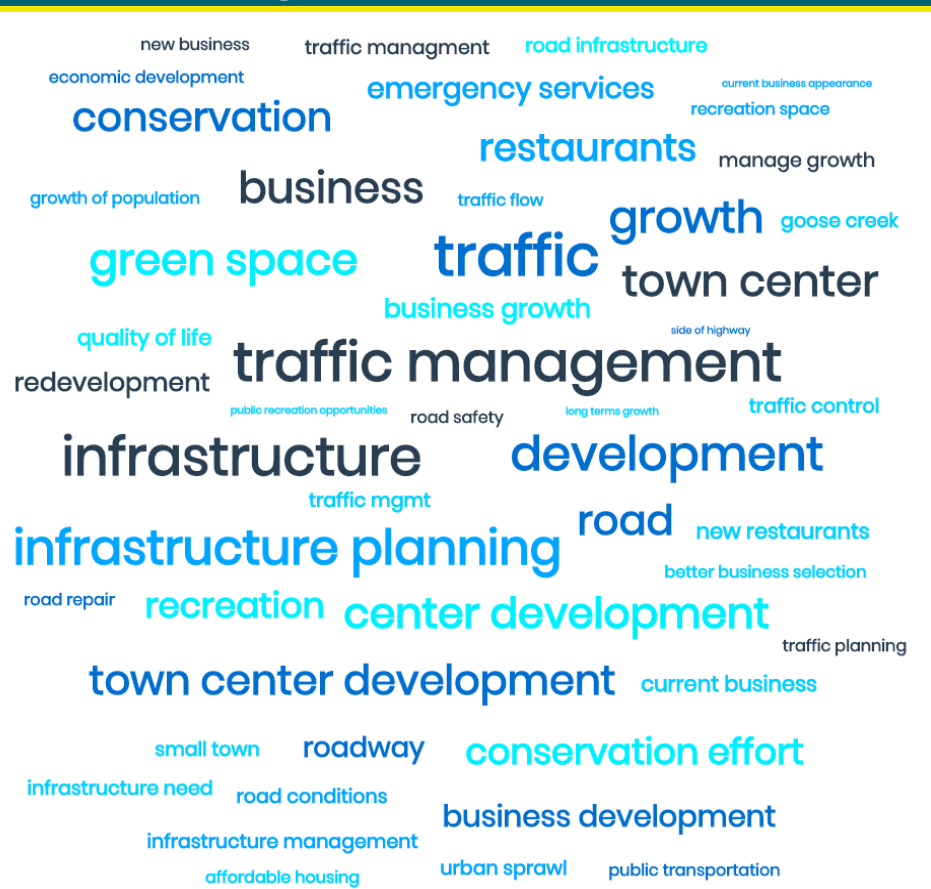 new business
traffic managment
road infrastructure
economic development
emergency services
current business appearance
conservation
recreation space
restaurants
manage growth
growth of population
business
traffic flow
growth
goose creek
green space
traffic
town center
business growth
quality of life
side of highway
traffic management
redevelopment
public recreation opportunities
road safety
long terms growth
traffic control
infrastructure
development
traffic mgmt
road
new restaurants
infrastructure planning
better business selection
road repair
recreation
center development
traffic planning
town center development
current business
small town
roadway
conservation effort
infrastructure need
road conditions
business development
infrastructure management
affordable housing
urban sprawl
public transportation